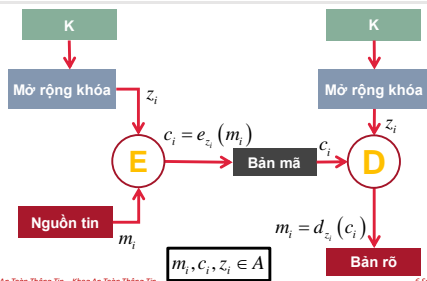 K
K
Mở rộng khóa
Mở rộng khóa
z_i
z_i
c_i = e_{z_i}(m_i)
c_i
E
Bản mã
D
Nguồn tin
m_i
m_i = d_{z_i}(c_i)
m_i, c_i, z_i ∈ A
Bản rõ